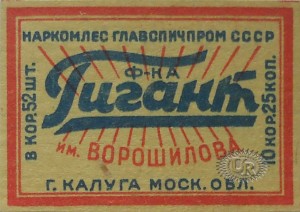 НАРКОМЛЕС ГЛАВСПИЧПРОМ СССР
Ф-КА
Гигант
им. ВОРОШИЛОВА
Г. КАЛУГА МОСК. ОБЛ.
В КОР. 52 ШТ.
10 КОР. 25 КОП.